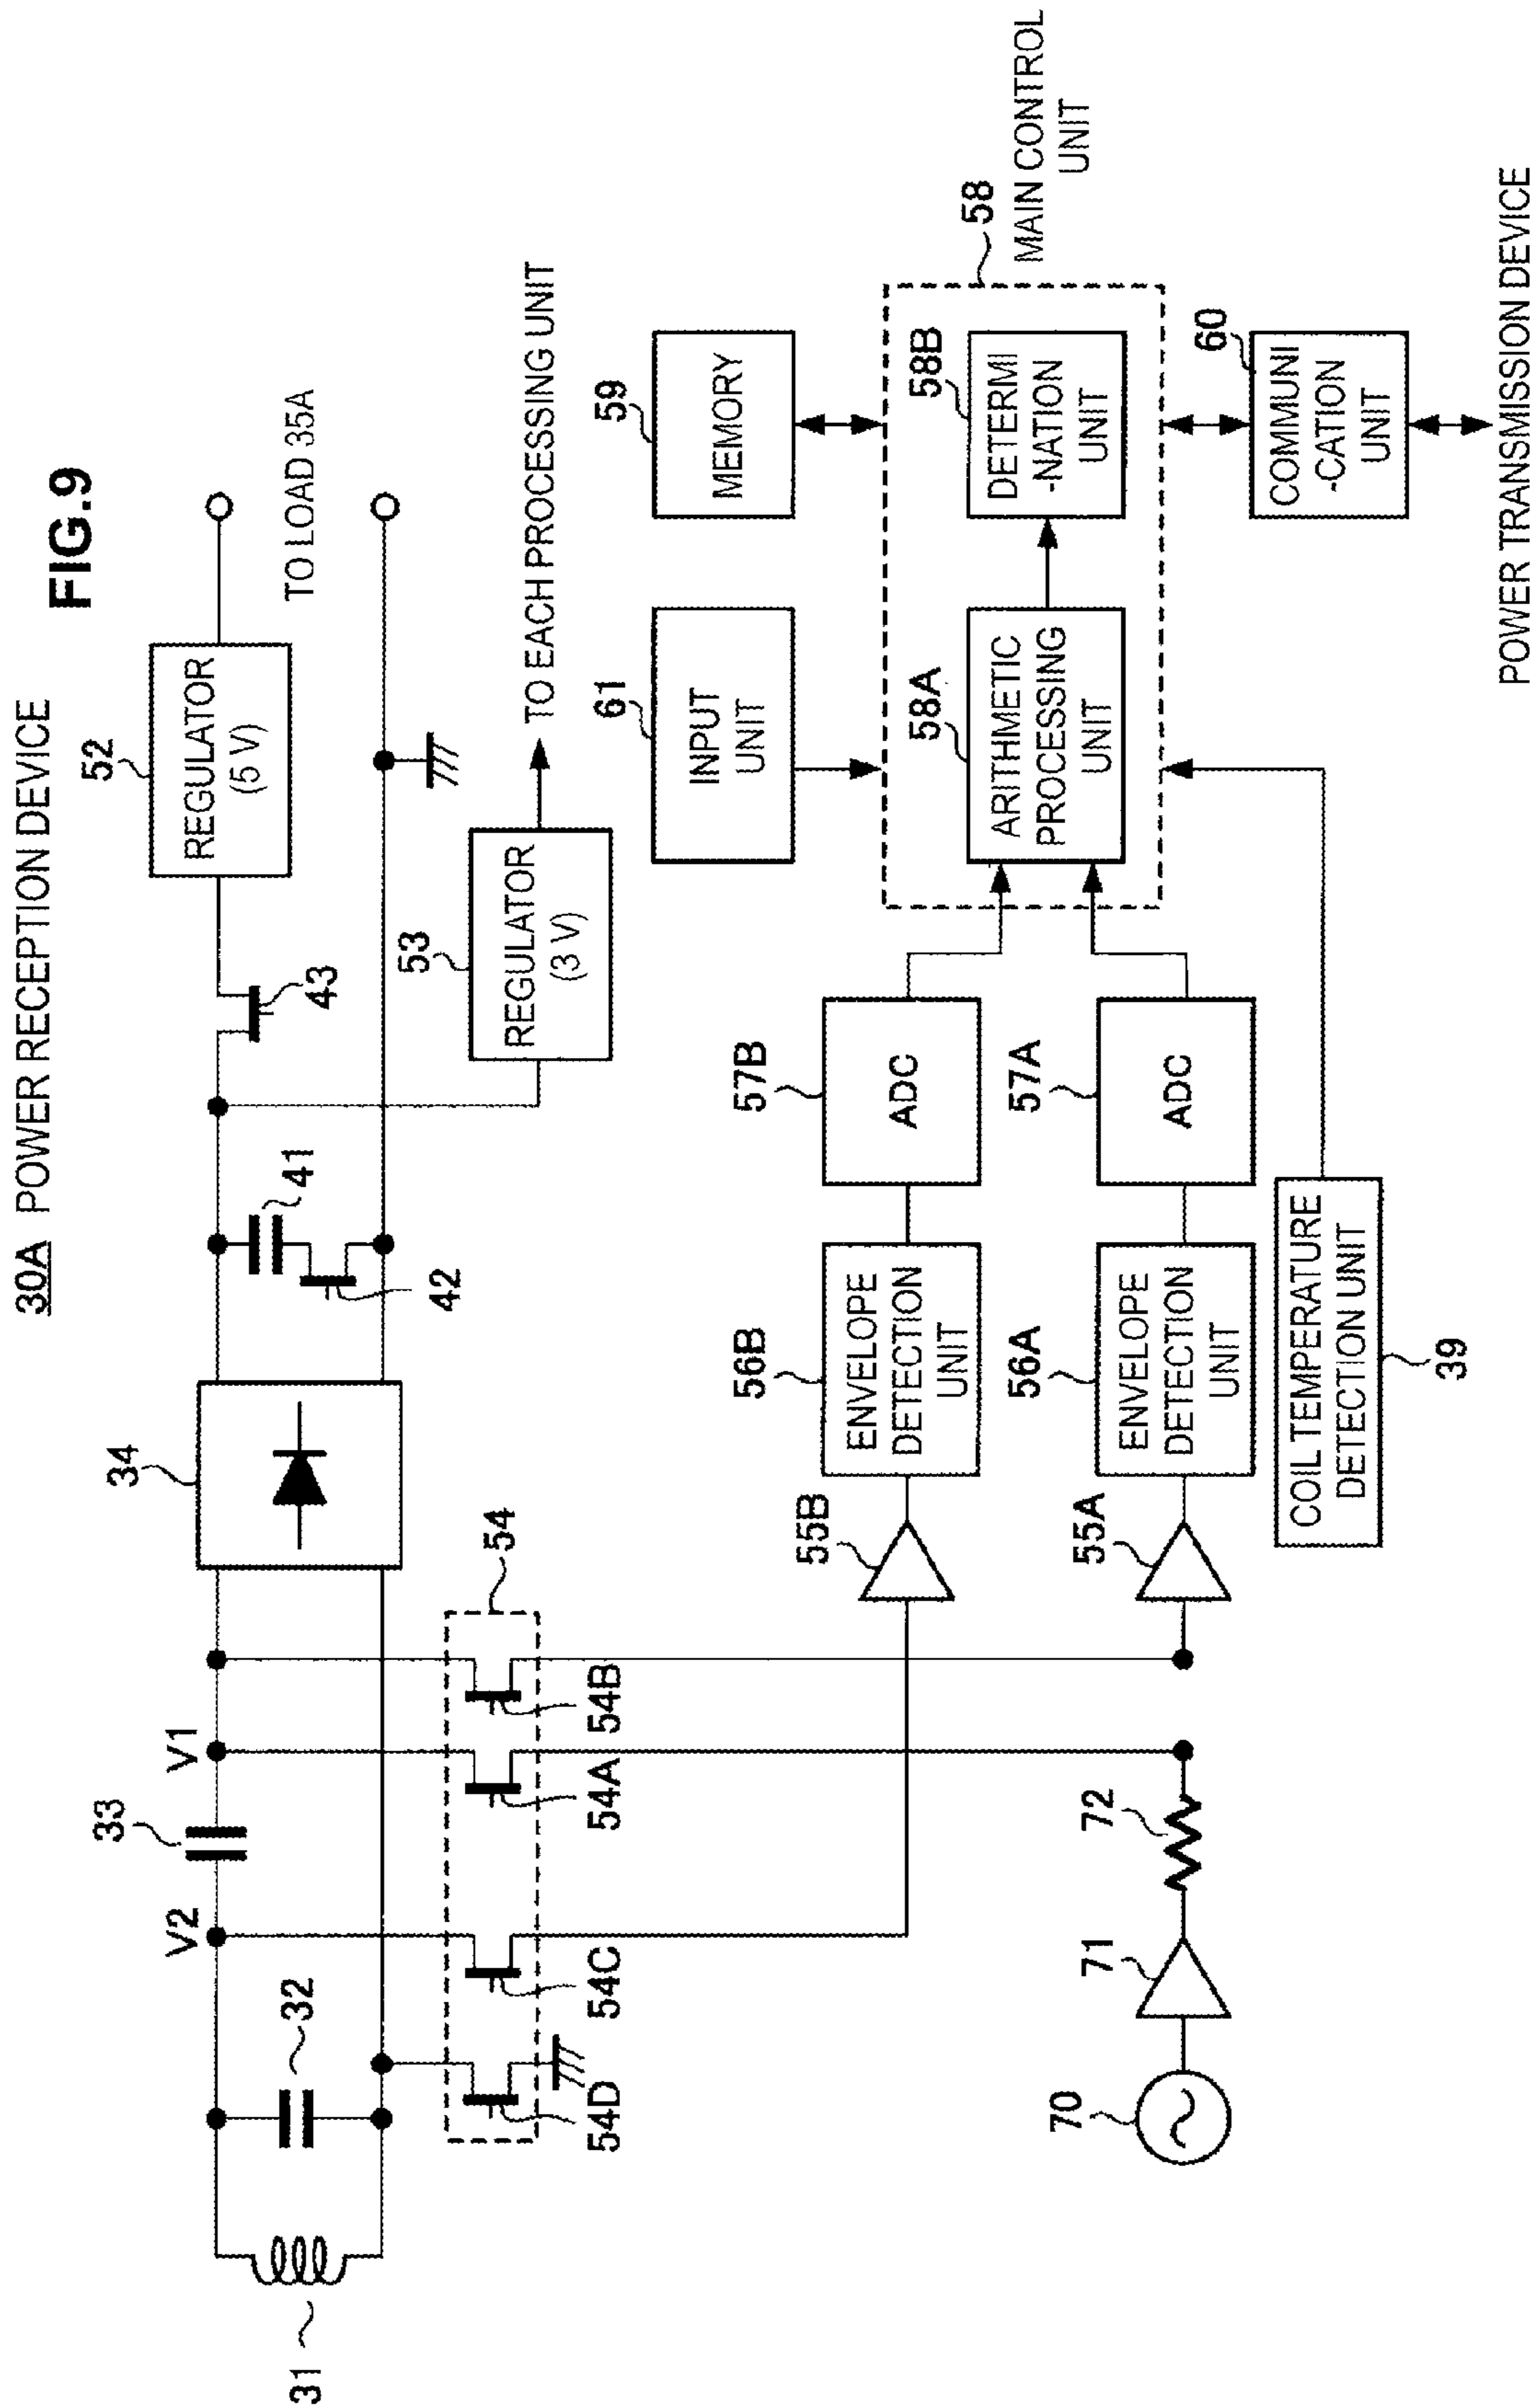 FIG.9
30A POWER RECEPTION DEVICE
31
32
V2
33
V1
34
41
42
43
52
REGULATOR
(5 V)
TO LOAD 35A
53
REGULATOR
(3 V)
TO EACH PROCESSING UNIT
54
54D
54C
54A
54B
55B
56B
ENVELOPE
DETECTION
UNIT
57B
ADC
61
INPUT
UNIT
59
MEMORY
58
MAIN CONTROL
UNIT
58A
ARITHMETIC
PROCESSING
UNIT
58B
DETERMI
-NATION
UNIT
70
71
72
55A
56A
ENVELOPE
DETECTION
UNIT
57A
ADC
COIL TEMPERATURE
DETECTION UNIT
39
60
COMMUNI
-CATION
UNIT
POWER TRANSMISSION DEVICE